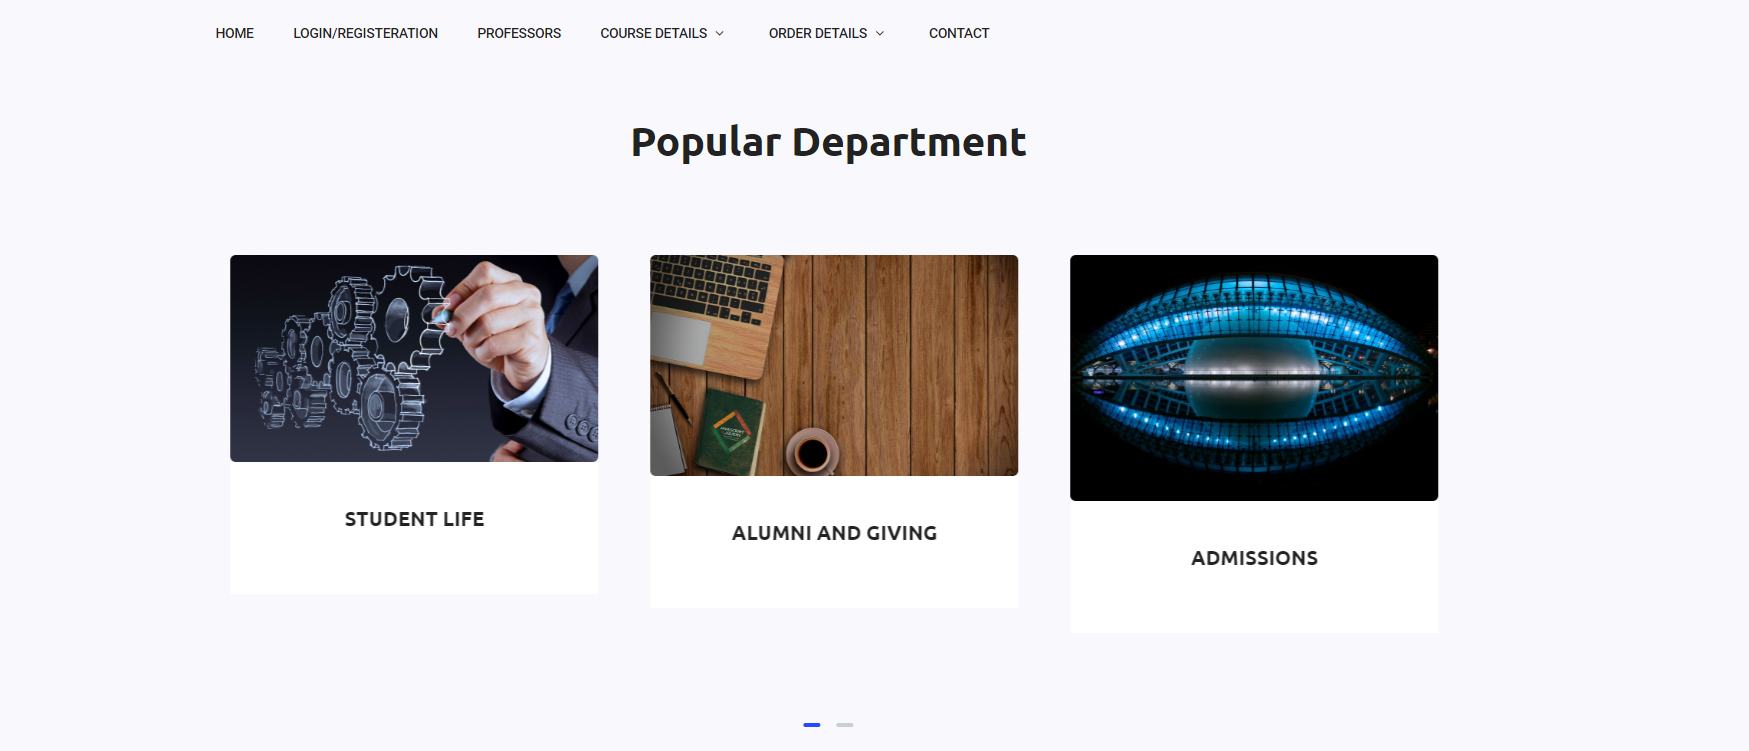 HOME LOGIN/REGISTERATION PROFESSORS COURSE DETAILS ORDER DETAILS CONTACT
Popular Department
STUDENT LIFE
ALUMNI AND GIVING
ADMISSIONS